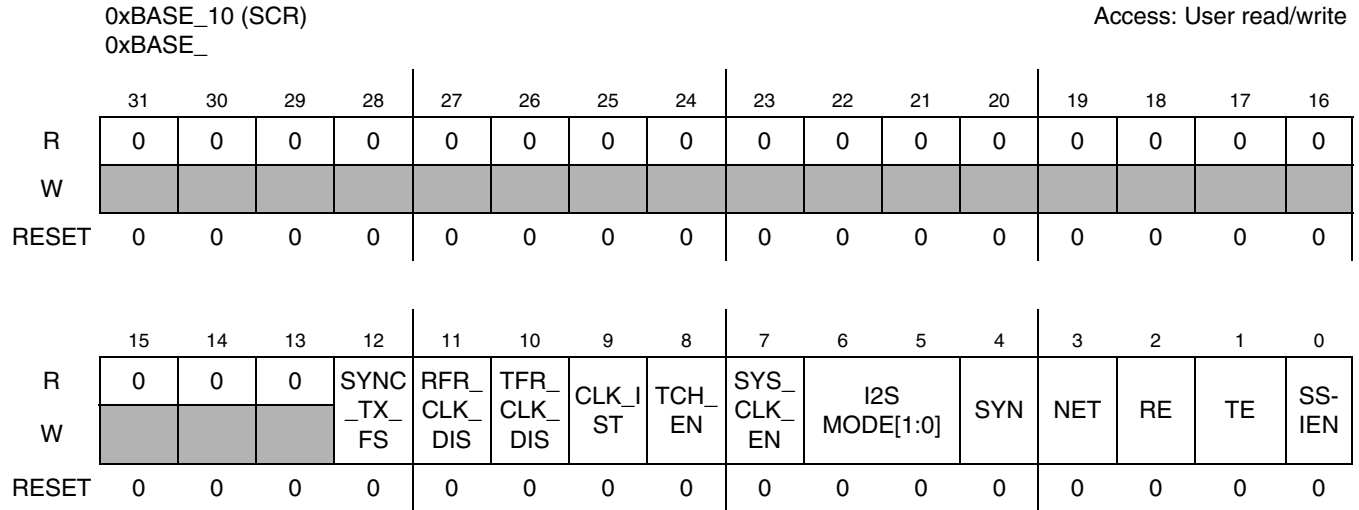 0xBASE_10 (SCR) Access: User read/write
0xBASE_
31 30 29 28 27 26 25 24 23 22 21 20 19 18 17 16
R 0 0 0 0 0 0 0 0 0 0 0 0 0 0 0 0
W
RESET 0 0 0 0 0 0 0 0 0 0 0 0 0 0 0 0
15 14 13 12 11 10 9 8 7 6 5 4 3 2 1 0
R 0 0 0 SYNC RFR_ TFR_ CLK_I TCH_ SYS_ I2S SYN NET RE TE SS-
_TX_ CLK_ CLK_ ST EN CLK_ MODE[1:0] IEN
W FS DIS DIS EN
RESET 0 0 0 0 0 0 0 0 0 0 0 0 0 0 0 0